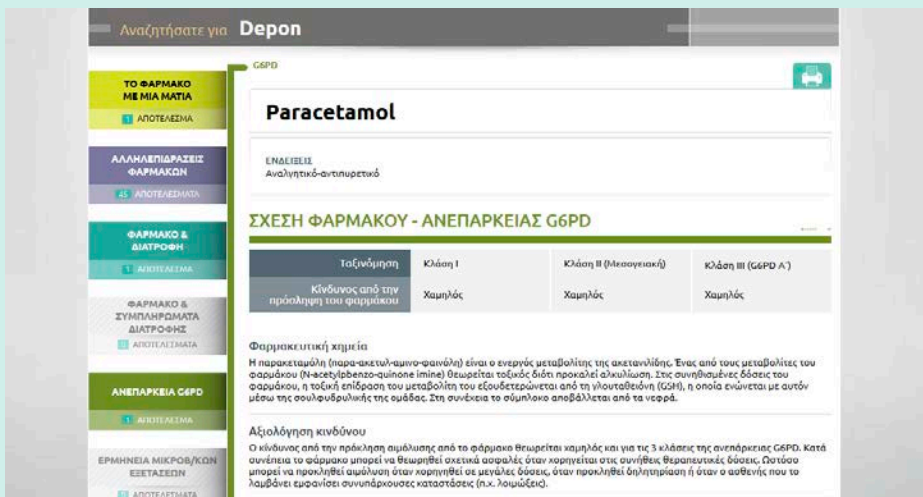 Αναζητήσατε για Depon
ΤΟ ΦΑΡΜΑΚΟ
ΜΕ ΜΙΑ ΜΑΤΙΑ
1 ΑΠΟΤΕΛΕΣΜΑ
ΑΛΛΗΛΕΠΙΔΡΑΣΕΙΣ
ΦΑΡΜΑΚΩΝ
45 ΑΠΟΤΕΛΕΣΜΑΤΑ
ΦΑΡΜΑΚΟ &
ΔΙΑΤΡΟΦΗ
1 ΑΠΟΤΕΛΕΣΜΑ
ΦΑΡΜΑΚΟ &
ΣΥΜΠΛΗΡΩΜΑΤΑ
ΔΙΑΤΡΟΦΗΣ
ΑΠΟΤΕΛΕΣΜΑΤΑ
ΑΝΕΠΑΡΚΕΙΑ G6PD
1 ΑΠΟΤΕΛΕΣΜΑ
ΕΡΜΗΝΕΙΑ ΜΙΚΡΟΒ/ΚΩΝ
ΕΞΕΤΑΣΕΩΝ
ΑΠΟΤΕΛΕΣΜΑΤΑ
G6PD
Paracetamol
ΕΝΔΕΙΞΕΙΣ
Αναλγητικό-αντιπυρετικό
ΣΧΕΣΗ ΦΑΡΜΑΚΟΥ - ΑΝΕΠΑΡΚΕΙΑΣ G6PD
Ταξινόμηση Κλάση I Κλάση II (Μεσογειακή) Κλάση III (G6PD A¯)
Κίνδυνος από την
πρόσληψη του φαρμάκου Χαμηλός Χαμηλός Χαμηλός
Φαρμακευτική χημεία
Η παρακεταμόλη (παρα-ακετυλ-αμινο-φαινόλη) είναι ο ενεργός μεταβολίτης της ακετανιλίδης. Ένας από τους μεταβολίτες του
φαρμάκου (N-acetylpbenzo-quinone imine) θεωρείται τοξικός διότι προκαλεί αλκυλίωση. Στις συνηθισμένες δόσεις του
φαρμάκου, η τοξική επίδραση του μεταβολίτη του εξουδετερώνεται από τη γλουταθειόνη (GSH), η οποία ενώνεται με αυτόν
μέσω της σουλφυδρυλικής της ομάδας. Στη συνέχεια το σύμπλοκο αποβάλλεται από τα νεφρά.
Αξιολόγηση κινδύνου
Ο κίνδυνος από την πρόκληση αιμόλυσης από το φάρμακο θεωρείται χαμηλός και για τις 3 κλάσεις της ανεπάρκειας G6PD. Κατά
συνέπεια το φάρμακο μπορεί να θεωρηθεί σχετικά ασφαλές όταν χορηγείται στις συνήθεις θεραπευτικές δόσεις. Ωστόσο
μπορεί να προκληθεί αιμόλυση όταν χορηγηθεί σε μεγάλες δόσεις, όταν προκληθεί δηλητηρίαση ή όταν ο ασθενής που το
λαμβάνει εμφανίσει συνυπάρχουσες καταστάσεις (π.χ. λοιμώξεις).